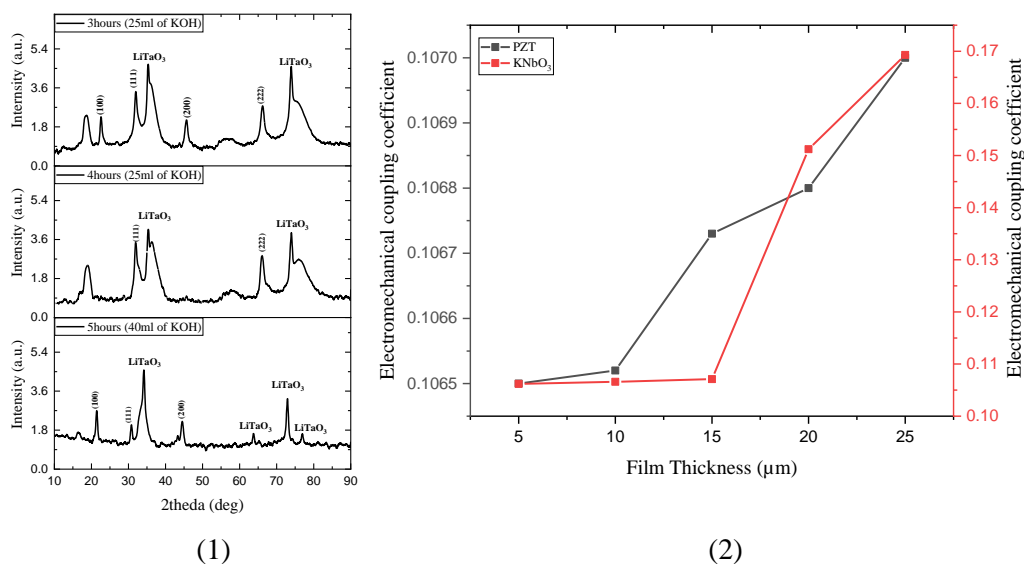 3hours (25ml of KOH)
LiTaO3
LiTaO3
(100)
(111)
(200)
(222)
Internsity (a.u.)
5.4
3.6
1.8
0.0
4hours (25ml of KOH)
LiTaO3
LiTaO3
(111)
(222)
Intensity (a.u.)
5.4
3.6
1.8
0.0
5hours (40ml of KOH)
LiTaO3
LiTaO3
(100)
(111)
(200)
LiTaO3
LiTaO3
Intensity (a.u.)
5.4
3.6
1.8
0.0
10 20 30 40 50 60 70 80 90
2theda (deg)
(1)
PZT
KNbO3
Electromechanical coupling coefficient
0.1070
0.1069
0.1068
0.1067
0.1066
0.1065
0.17
0.16
0.15
0.14
0.13
0.12
0.11
0.10
Electromechanical coupling coefficient
5 10 15 20 25
Film Thickness (μm)
(2)